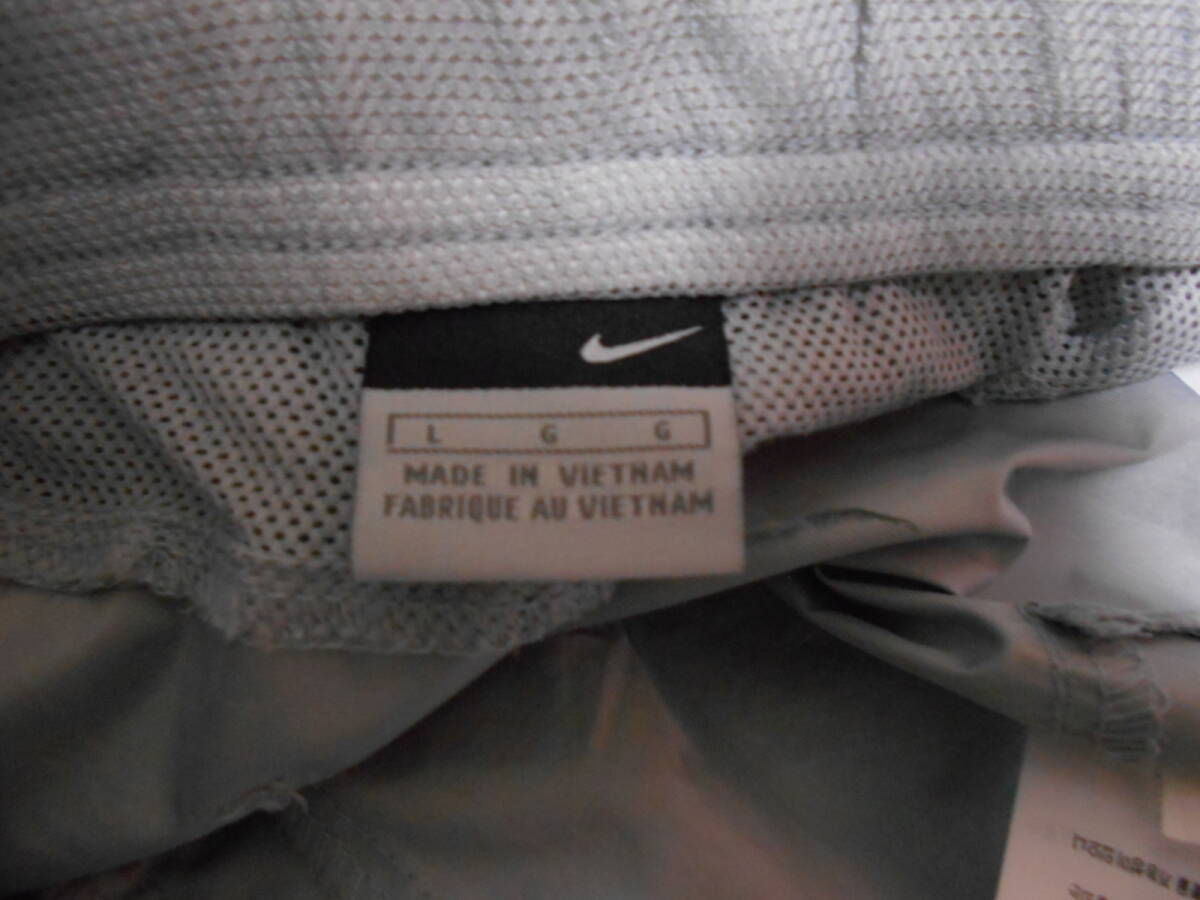 L G G
MADE IN VIETNAM
FABRIQUE AU VIETNAM